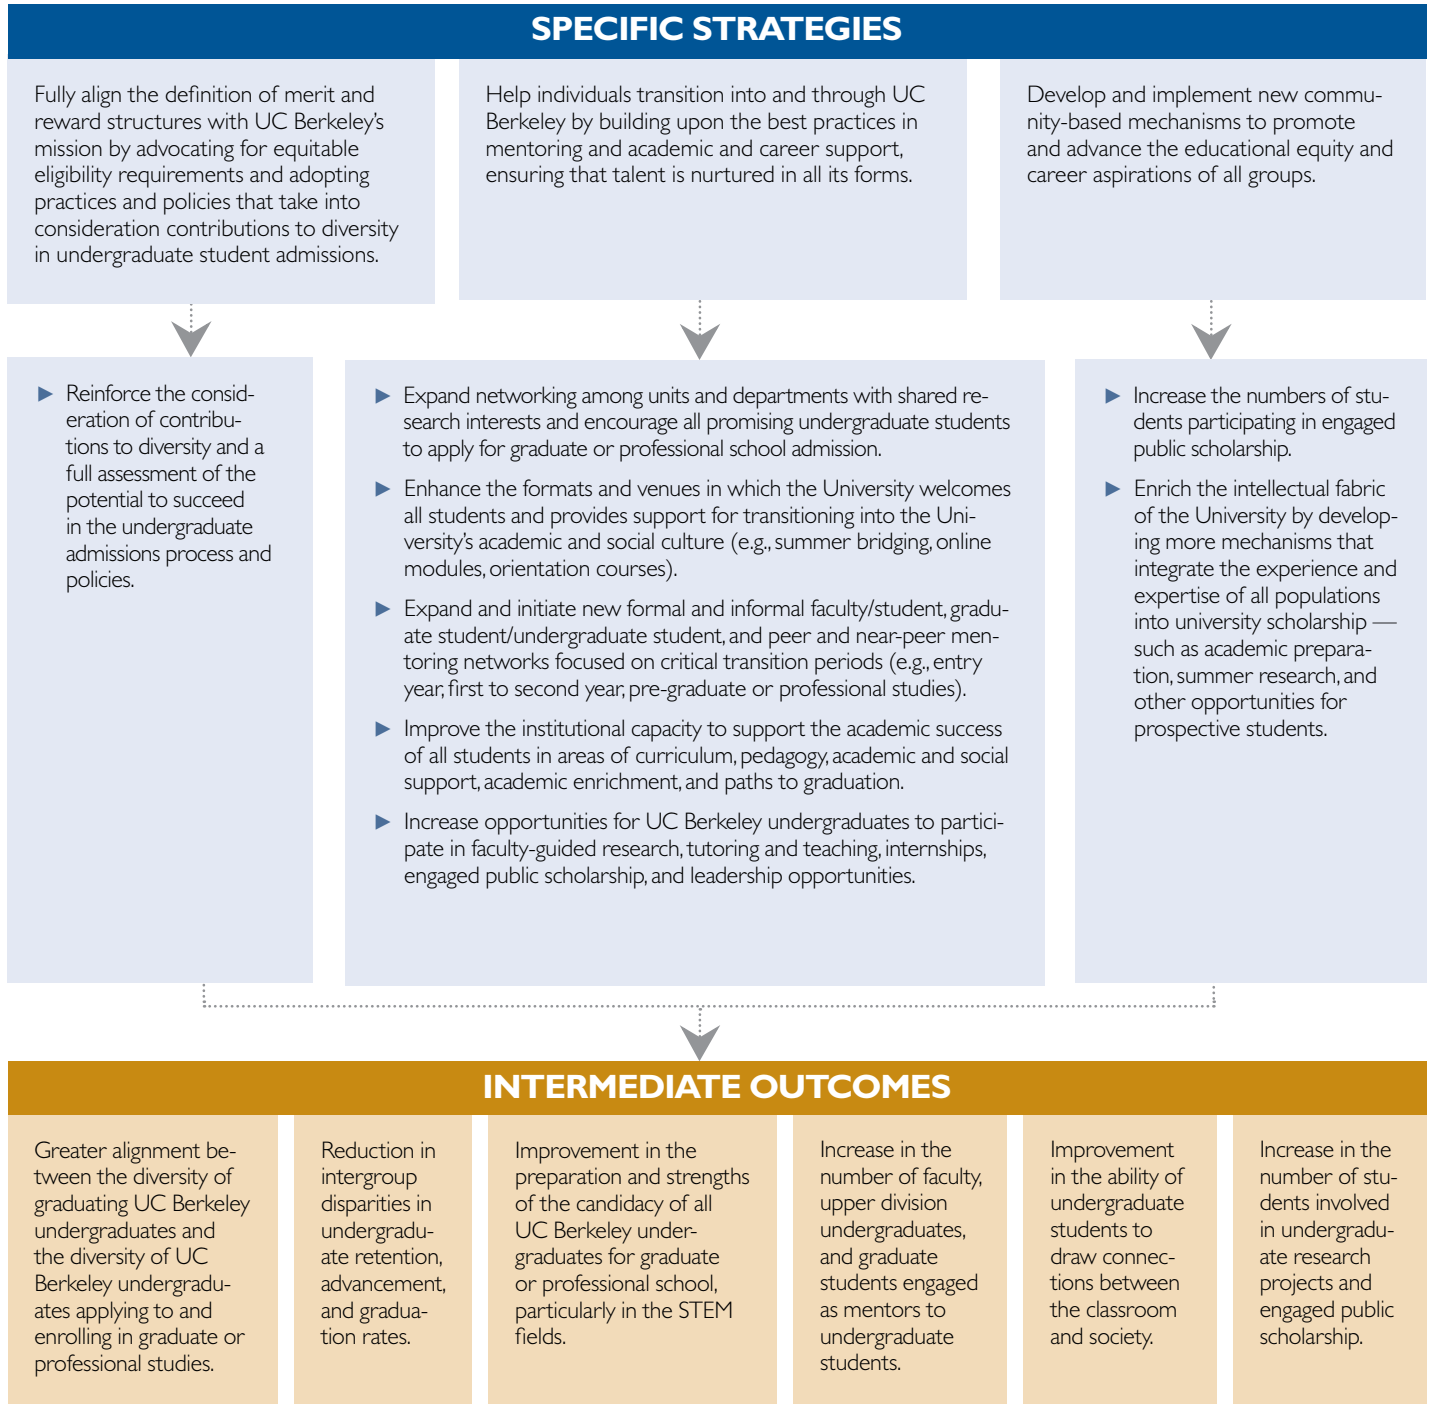 SPECIFIC STRATEGIES
Fully align the definition of merit and
reward structures with UC Berkeley's
mission by advocating for equitable
eligibility requirements and adopting
practices and policies that take into
consideration contributions to diversity
in undergraduate student admissions.
Help individuals transition into and through UC
Berkeley by building upon the best practices in
mentoring and academic and career support,
ensuring that talent is nurtured in all its forms.
Develop and implement new commu-
nity-based mechanisms to promote
and advance the educational equity and
career aspirations of all groups.
► Reinforce the consid-
eration of contribu-
tions to diversity and a
full assessment of the
potential to succeed
in the undergraduate
admissions process and
policies.
► Expand networking among units and departments with shared re-
search interests and encourage all promising undergraduate students
to apply for graduate or professional school admission.
► Enhance the formats and venues in which the University welcomes
all students and provides support for transitioning into the Uni-
versity's academic and social culture (e.g., summer bridging, online
modules, orientation courses).
► Expand and initiate new formal and informal faculty/student, gradu-
ate student/undergraduate student, and peer and near-peer men-
toring networks focused on critical transition periods (e.g., entry
year, first to second year, pre-graduate or professional studies).
► Improve the institutional capacity to support the academic success
of all students in areas of curriculum, pedagogy, academic and social
support, academic enrichment, and paths to graduation.
► Increase opportunities for UC Berkeley undergraduates to partici-
pate in faculty-guided research, tutoring and teaching, internships,
engaged public scholarship, and leadership opportunities.
► Increase the numbers of stu-
dents participating in engaged
public scholarship.
► Enrich the intellectual fabric
of the University by develop-
ing more mechanisms that
integrate the experience and
expertise of all populations
into university scholarship —
such as academic prepara-
tion, summer research, and
other opportunities for
prospective students.
INTERMEDIATE OUTCOMES
Greater alignment be-
tween the diversity of
graduating UC Berkeley
undergraduates and
the diversity of UC
Berkeley undergradu-
ates applying to and
enrolling in graduate or
professional studies.
Reduction in
intergroup
disparities in
undergradu-
ate retention,
advancement,
and gradua-
tion rates.
Improvement in the
preparation and strengths
of the candidacy of all
UC Berkeley under-
graduates for graduate
or professional school,
particularly in the STEM
fields.
Increase in the
number of faculty,
upper division
undergraduates,
and graduate
students engaged
as mentors to
undergraduate
students.
Improvement
in the ability of
undergraduate
students to
draw connec-
tions between
the classroom
and society.
Increase in the
number of stu-
dents involved
in undergradu-
ate research
projects and
engaged public
scholarship.